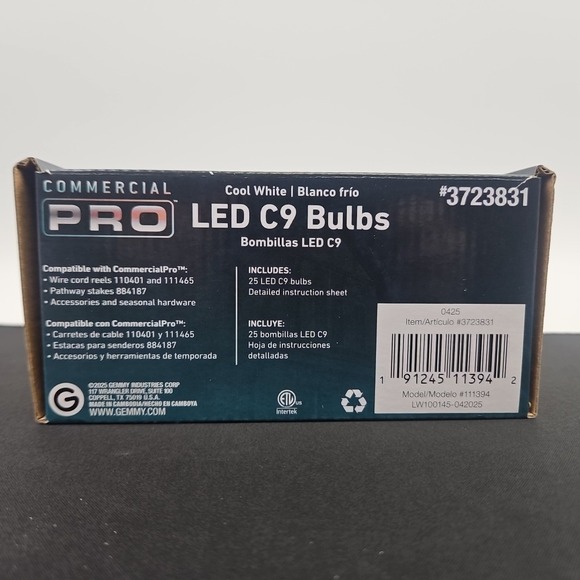 COMMERCIAL
PRO™
Cool White | Blanco frío
LED C9 Bulbs
Bombillas LED C9
#3723831
Compatible with CommercialPro™:
• Wire cord reels 110401 and 111465
• Pathway stakes 884187
• Accessories and seasonal hardware
Compatible con CommercialPro™:
• Carretes de cable 110401 y 111465
• Estacas para senderos 884187
• Accesorios y herramientas de temporada
INCLUDES:
25 LED C9 bulbs
Detailed instruction sheet
INCLUYE:
25 bombillas LED C9
Hoja de instrucciones
detalladas
0425
Item/Artículo #3723831
1 91245 11394 2
Model/Modelo #111394
LW100145-042025
G
©2025 GEMMY INDUSTRIES CORP
117 WRANGLER DRIVE, SUITE 100
COPPELL, TX 75019 U.S.A.
MADE IN CAMBODIA/HECHO EN CAMBOYA
WWW.GEMMY.COM
ETL US
Intertek